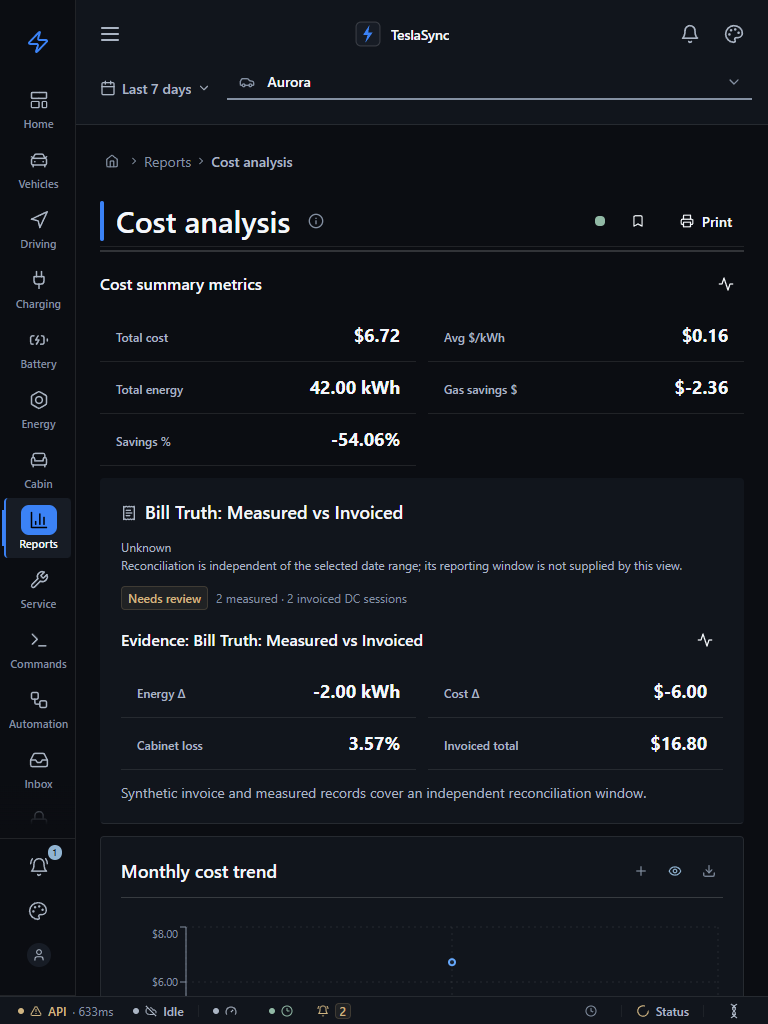 TeslaSync
Last 7 days
Aurora
Home
Vehicles
Driving
Charging
Battery
Energy
Cabin
Reports
Service
Commands
Automation
Inbox
1
Reports
Cost analysis
Cost analysis
Print
Cost summary metrics
Total cost $6.72
Avg $/kWh $0.16
Total energy 42.00 kWh
Gas savings $ $-2.36
Savings % -54.06%
Bill Truth: Measured vs Invoiced
Unknown
Reconciliation is independent of the selected date range; its reporting window is not supplied by this view.
Needs review 2 measured · 2 invoiced DC sessions
Evidence: Bill Truth: Measured vs Invoiced
Energy Δ -2.00 kWh
Cost Δ $-6.00
Cabinet loss 3.57%
Invoiced total $16.80
Synthetic invoice and measured records cover an independent reconciliation window.
Monthly cost trend
$8.00
$6.00
API · 633ms
Idle
2
Status